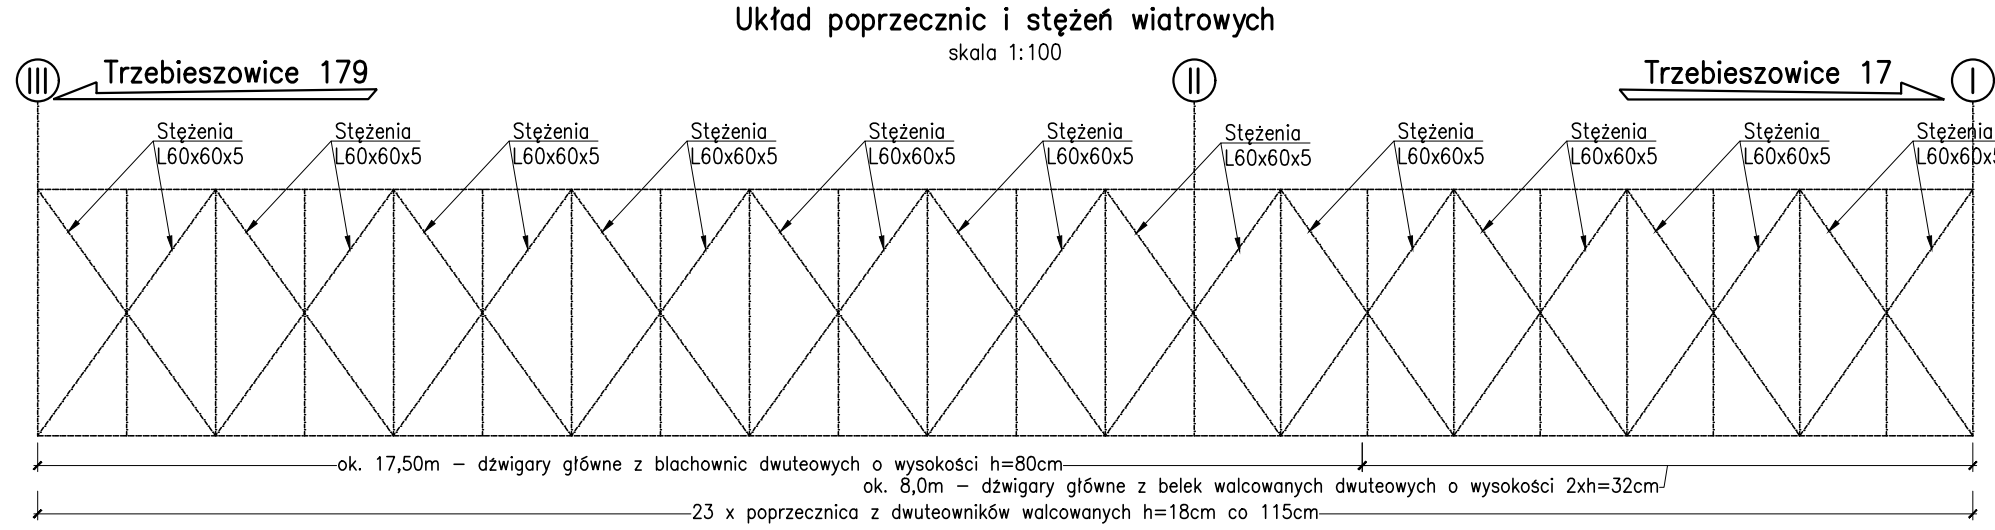 Układ poprzecznic i stężeń wiatrowych
skala 1:100
III
Trzebieszowice 179
II
Trzebieszowice 17
I
Stężenia
L60x60x5
Stężenia
L60x60x5
Stężenia
L60x60x5
Stężenia
L60x60x5
Stężenia
L60x60x5
Stężenia
L60x60x5
Stężenia
L60x60x5
Stężenia
L60x60x5
Stężenia
L60x60x5
Stężenia
L60x60x5
Stężenia
L60x60x5
ok. 17,50m – dźwigary główne z blachownic dwuteowych o wysokości h=80cm
ok. 8,0m – dźwigary główne z belek walcowanych dwuteowych o wysokości 2xh=32cm
23 x poprzecznica z dwuteowników walcowanych h=18cm co 115cm